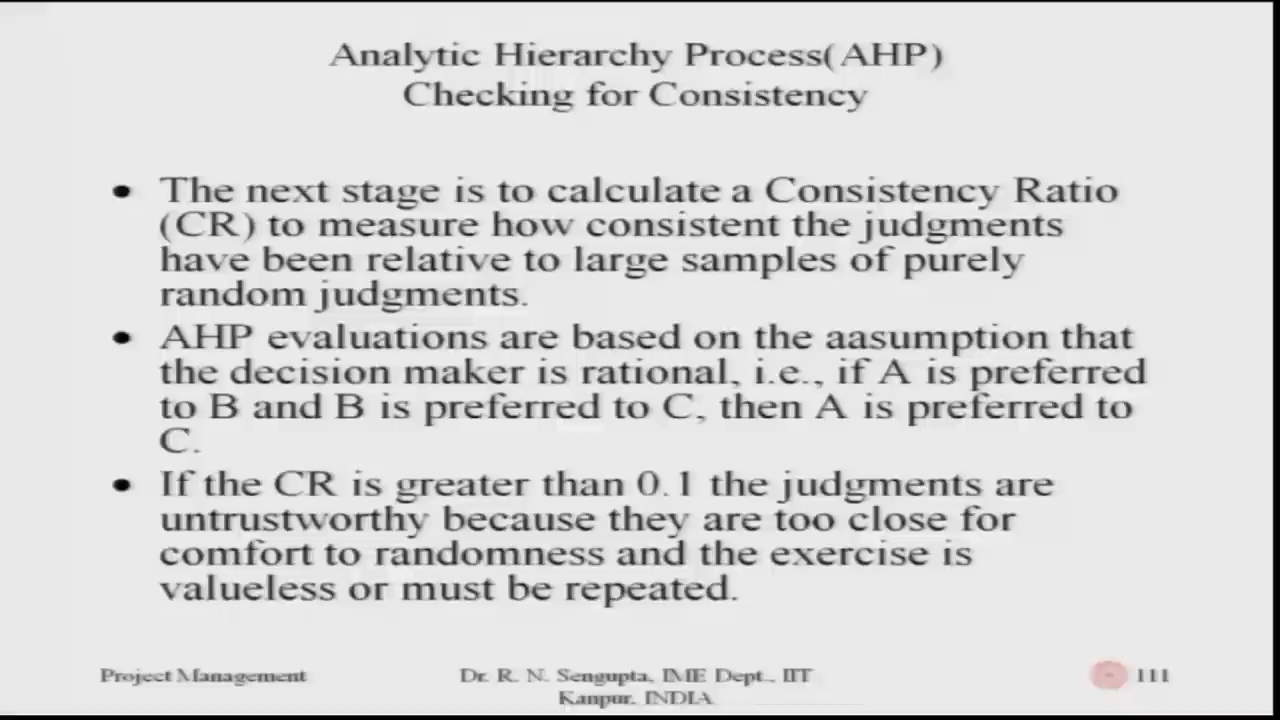 Analytic Hierarchy Process(AHP)
Checking for Consistency
• The next stage is to calculate a Consistency Ratio
(CR) to measure how consistent the judgments
have been relative to large samples of purely
random judgments.
• AHP evaluations are based on the aasumption that
the decision maker is rational, i.e., if A is preferred
to B and B is preferred to C, then A is preferred to
C.
• If the CR is greater than 0.1 the judgments are
untrustworthy because they are too close for
comfort to randomness and the exercise is
valueless or must be repeated.
Project Management
Dr. R. N. Sengupta, IME Dept., IIT
Kanpur, INDIA
111